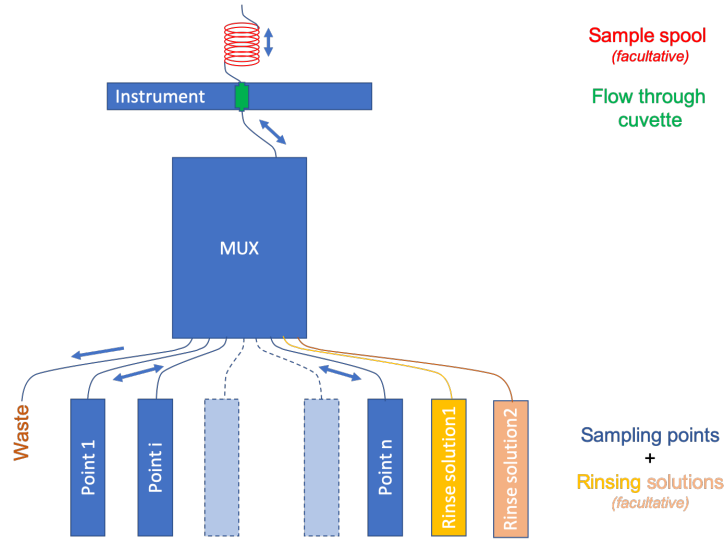 Sample spool
(facultative)
Instrument
Flow through
cuvette
MUX
Waste
Point 1
Point i
Point n
Rinse solution1
Rinse solution2
Sampling points
+
Rinsing solutions
(facultative)